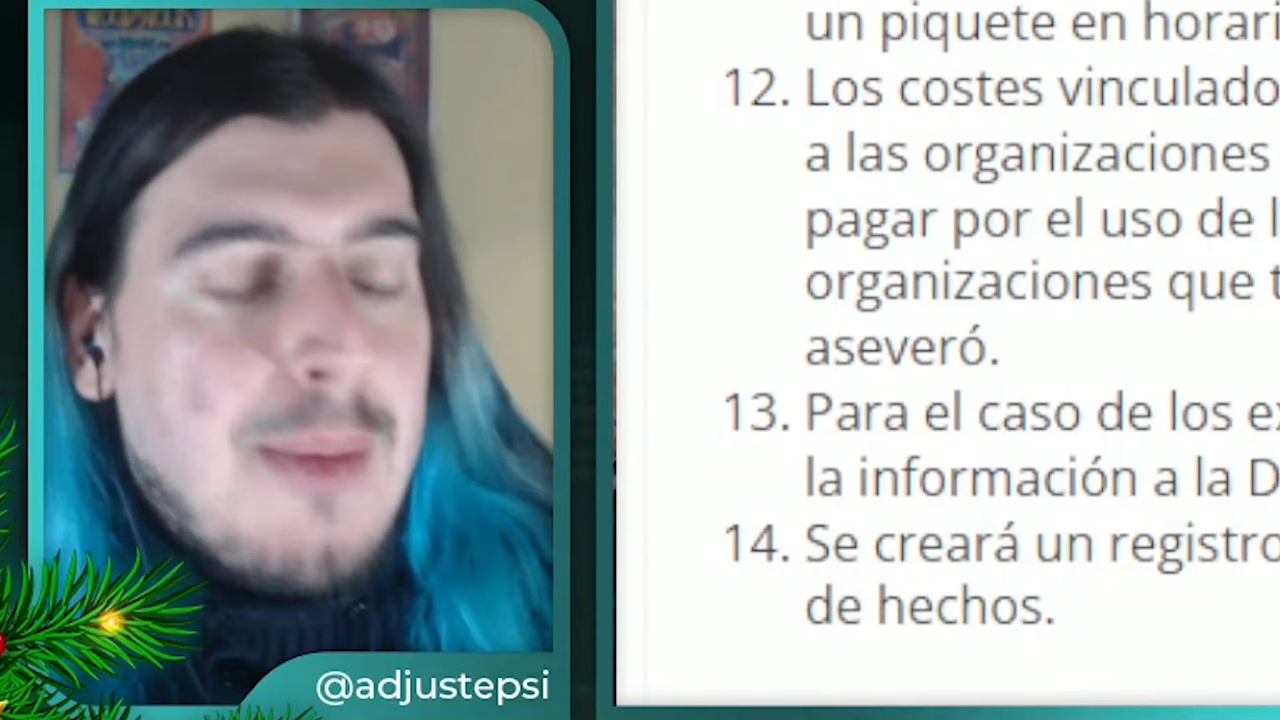 un piquete en horari
12. Los costes vinculado
a las organizaciones
pagar por el uso de l
organizaciones que t
aseveró.
13. Para el caso de los ex
la información a la D
14. Se creará un registro
de hechos.
@adjustepsi